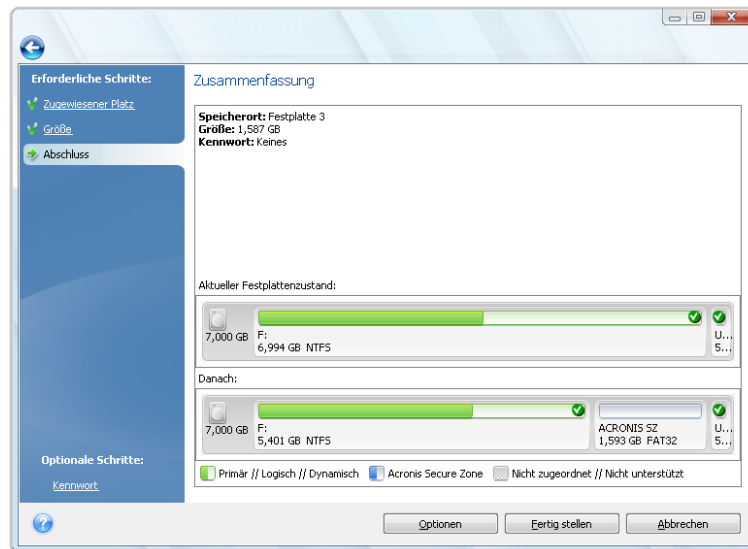 Erforderliche Schritte:
Zugewiesener Platz
Größe
Abschluss
Optionale Schritte:
Kennwort
Zusammenfassung
Speicherort: Festplatte 3
Größe: 1,587 GB
Kennwort: Keines
Aktueller Festplattenzustand:
7,000 GB
F:
6,994 GB NTFS
U...
5...
Danach:
7,000 GB
F:
5,401 GB NTFS
ACRONIS SZ
1,593 GB FAT32
U...
5...
Primär // Logisch // Dynamisch
Acronis Secure Zone
Nicht zugeordnet // Nicht unterstützt
?
Optionen
Fertig stellen
Abbrechen